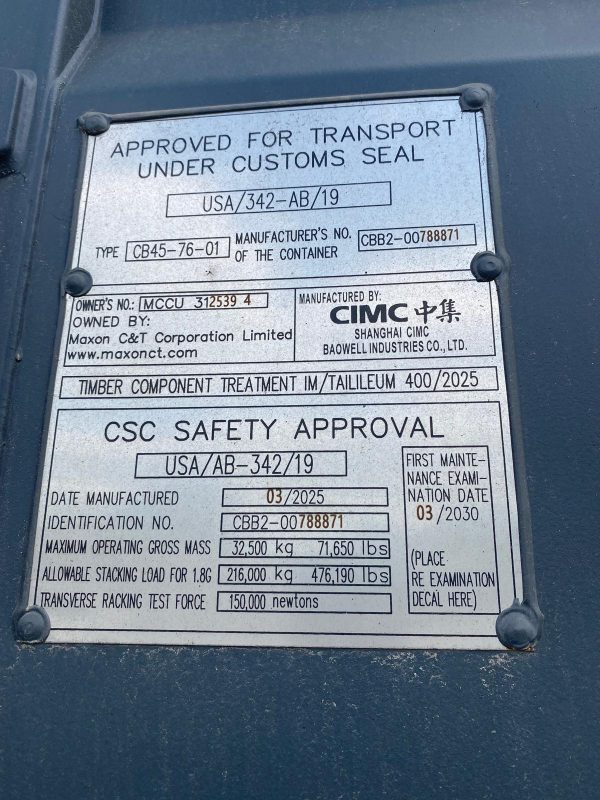 APPROVED FOR TRANSPORT
UNDER CUSTOMS SEAL
USA/342-AB/19
TYPE CB45-76-01 MANUFACTURER'S NO. OF THE CONTAINER CBB2-00788871
OWNER'S NO.: MCCU 312539 4
OWNED BY:
Maxon C&T Corporation Limited
www.maxonct.com
MANUFACTURED BY:
CIMC 中集
SHANGHAI CIMC
BAOWELL INDUSTRIES CO., LTD.
TIMBER COMPONENT TREATMENT IM/TAILILEUM 400/2025
CSC SAFETY APPROVAL
USA/AB-342/19
DATE MANUFACTURED 03/2025
IDENTIFICATION NO. CBB2-00788871
MAXIMUM OPERATING GROSS MASS 32,500 kg 71,650 lbs
ALLOWABLE STACKING LOAD FOR 1.8G 216,000 kg 476,190 lbs
TRANSVERSE RACKING TEST FORCE 150,000 newtons
FIRST MAINTE-
NANCE EXAMI-
NATION DATE
03/2030
(PLACE
RE EXAMINATION
DECAL HERE)